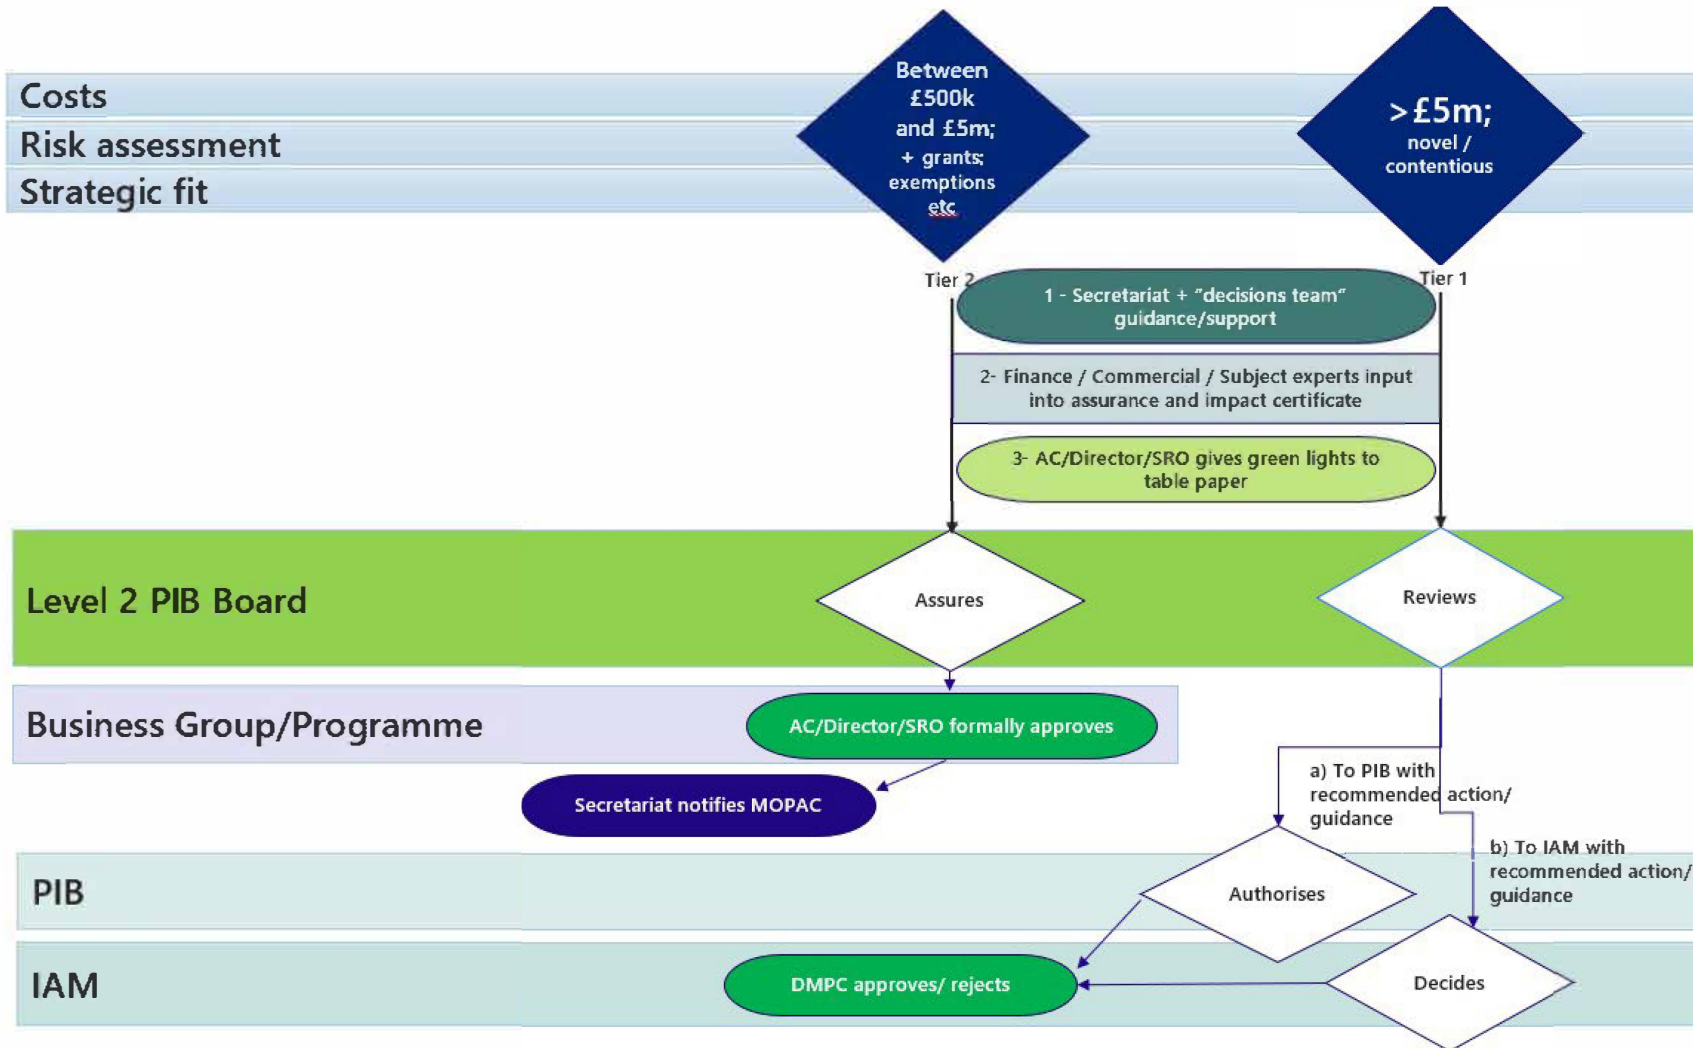 Costs
Risk assessment
Strategic fit
Between
£500k
and £5m;
+ grants;
exemptions
etc
>£5m;
novel /
contentious
Tier 2
Tier 1
1 - Secretariat + "decisions team"
guidance/support
2- Finance / Commercial / Subject experts input
into assurance and impact certificate
3- AC/Director/SRO gives green lights to
table paper
Level 2 PIB Board
Assures
Reviews
Business Group/Programme
AC/Director/SRO formally approves
Secretariat notifies MOPAC
a) To PIB with
recommended action/
guidance
b) To IAM with
recommended action/
guidance
PIB
Authorises
IAM
DMPC approves/ rejects
Decides